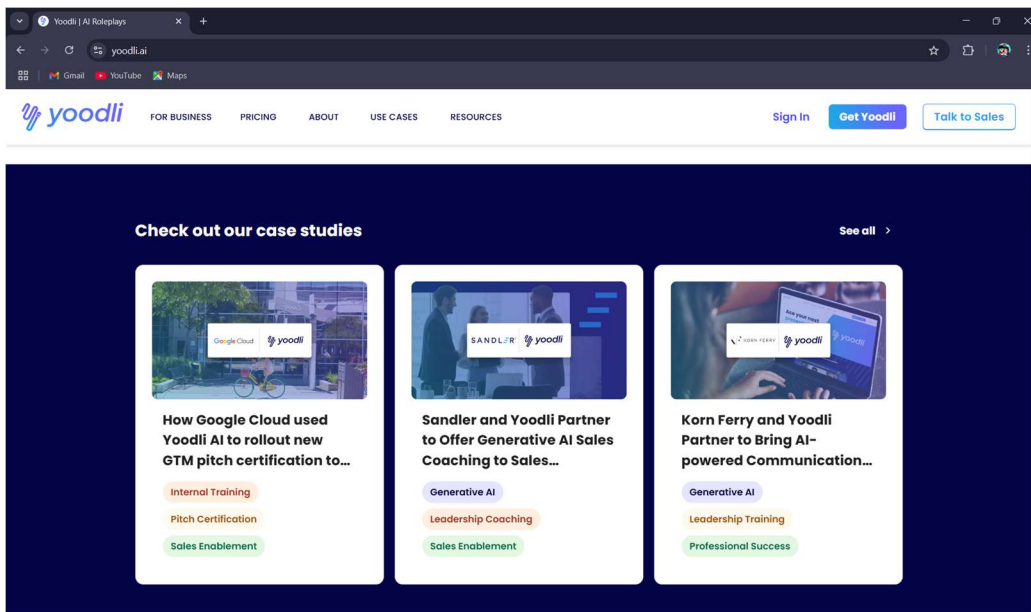 Yoodli | AI Roleplays
yoodli.ai
Gmail YouTube Maps
yoodli FOR BUSINESS PRICING ABOUT USE CASES RESOURCES Sign In Get Yoodli Talk to Sales
Check out our case studies See all >
Google Cloud yoodli
How Google Cloud used
Yoodli AI to rollout new
GTM pitch certification to...
Internal Training
Pitch Certification
Sales Enablement
SANDLER yoodli
Sandler and Yoodli Partner
to Offer Generative AI Sales
Coaching to Sales...
Generative AI
Leadership Coaching
Sales Enablement
Ace your next
yoodli
KORN FERRY yoodli
Korn Ferry and Yoodli
Partner to Bring AI-
powered Communication...
Generative AI
Leadership Training
Professional Success